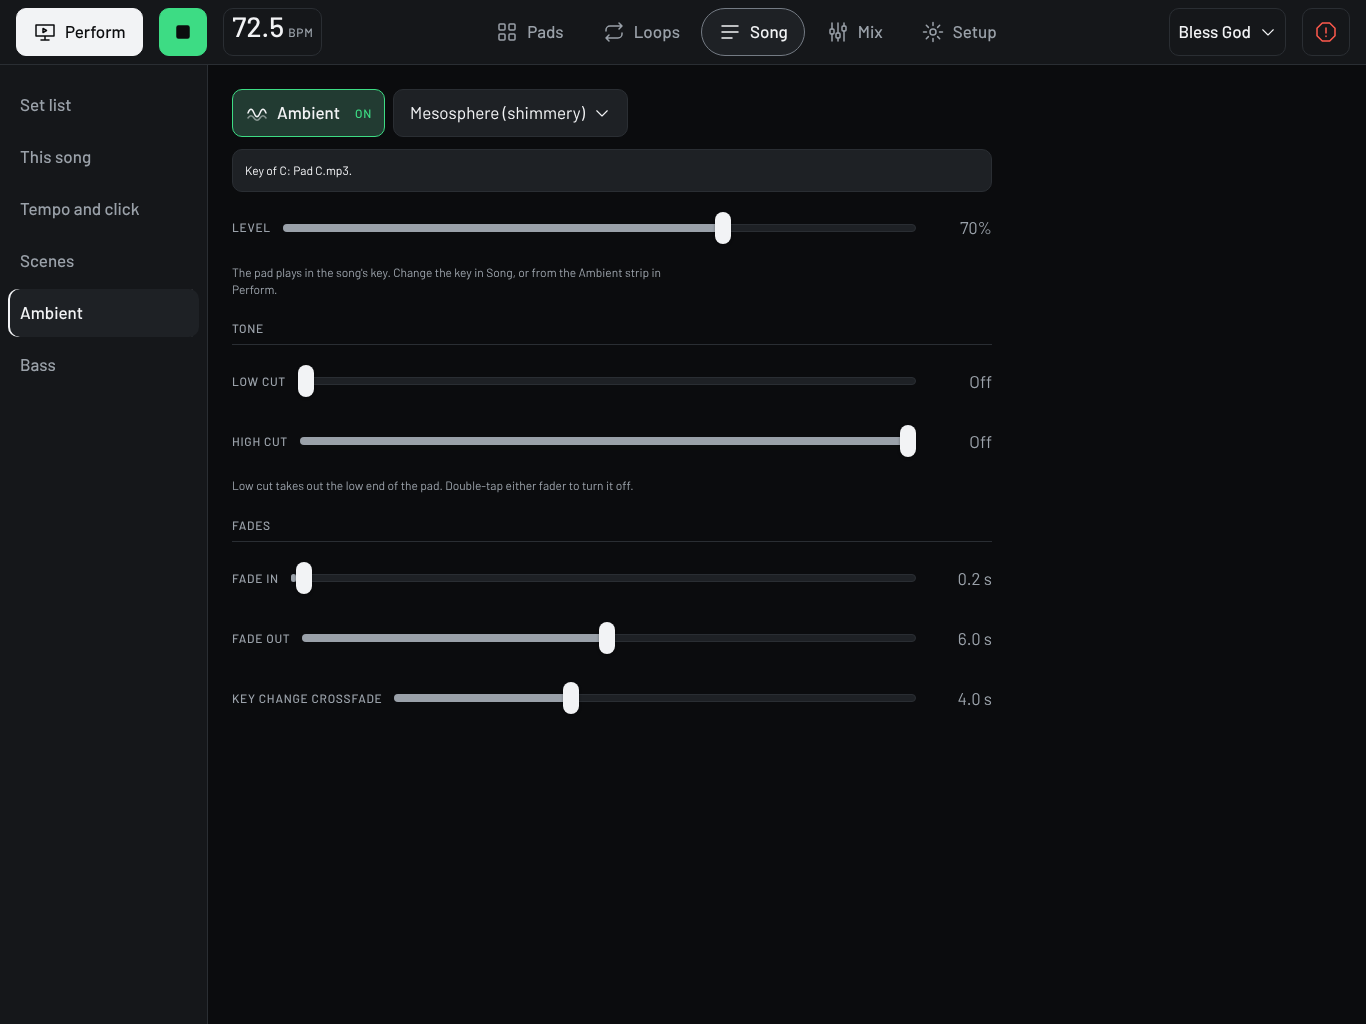 Perform
72.5 BPM
Pads
Loops
Song
Mix
Setup
Bless God
Set list
This song
Tempo and click
Scenes
Ambient
Bass
Ambient ON
Mesosphere (shimmery)
Key of C: Pad C.mp3.
LEVEL 70%
The pad plays in the song's key. Change the key in Song, or from the Ambient strip in
Perform.
TONE
LOW CUT Off
HIGH CUT Off
Low cut takes out the low end of the pad. Double-tap either fader to turn it off.
FADES
FADE IN 0.2 s
FADE OUT 6.0 s
KEY CHANGE CROSSFADE 4.0 s